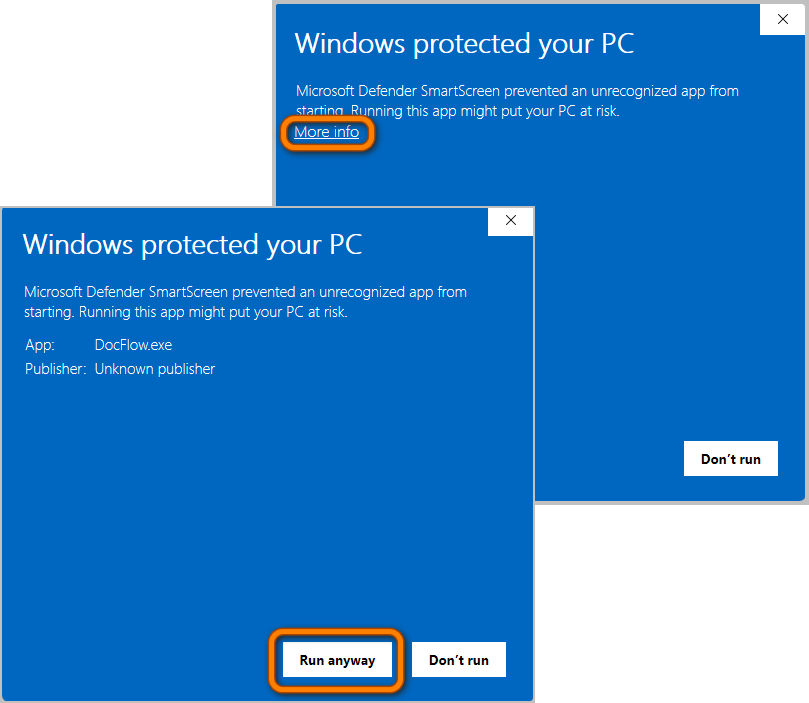 Windows protected your PC
Microsoft Defender SmartScreen prevented an unrecognized app from
starting. Running this app might put your PC at risk.
More info
Don't run
Windows protected your PC
Microsoft Defender SmartScreen prevented an unrecognized app from
starting. Running this app might put your PC at risk.
App: DocFlow.exe
Publisher: Unknown publisher
Run anyway Don't run